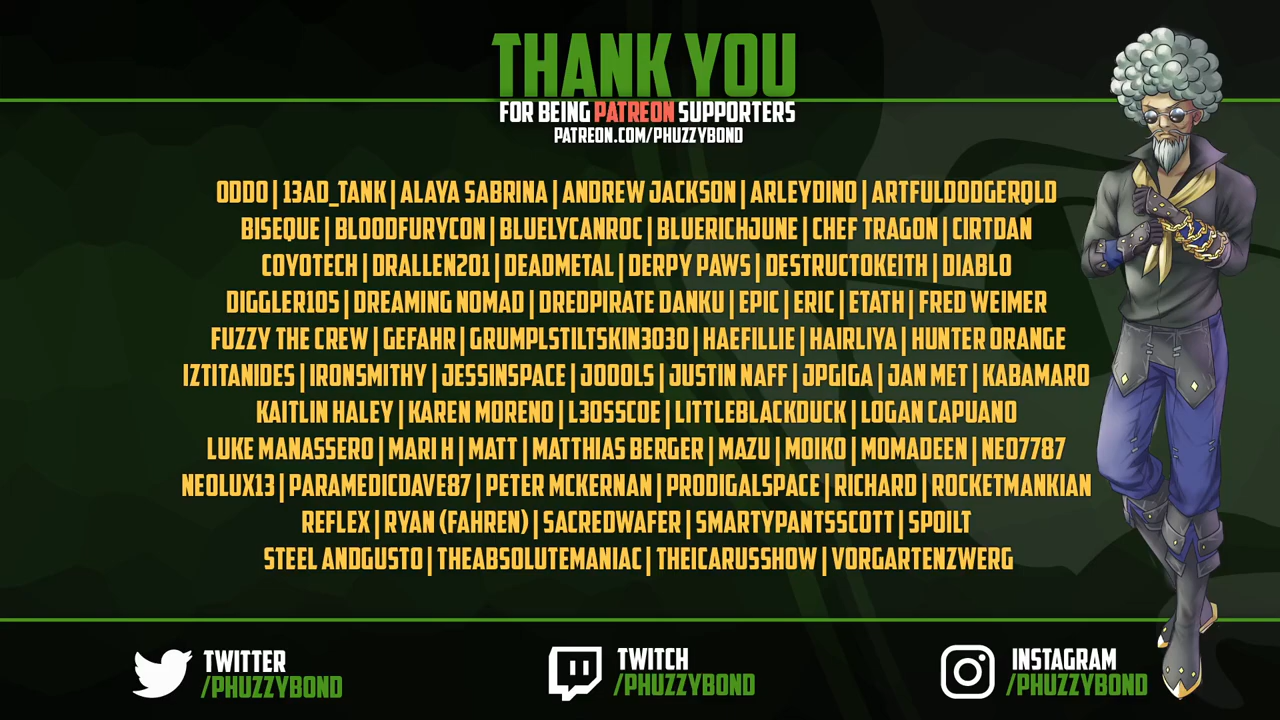 THANK YOU
FOR BEING PATREON SUPPORTERS
PATREON.COM/PHUZZYBOND
ODDO | 13AD_TANK | ALAYA SABRINA | ANDREW JACKSON | ARLEYDINO | ARTFULDODGERQLD
BISEQUE | BLOODFURYCON | BLUELYCANROC | BLUERICHJUNE | CHEF TRAGON | CIRTDAN
COYOTECH | DRALLEN201 | DEADMETAL | DERPY PAWS | DESTRUCTOKEITH | DIABLO
DIGGLER105 | DREAMING NOMAD | DREDPIRATE DANKU | EPIC | ERIC | ETATH | FRED WEIMER
FUZZY THE CREW | GEFAHR | GRUMPLSTILTSKIN3030 | HAEFILLIE | HAIRLIYA | HUNTER ORANGE
IZTITANIDES | IRONSMITHY | JESSINSPACE | JOOOLS | JUSTIN NAFF | JPGIGA | JAN MET | KABAMARO
KAITLIN HALEY | KAREN MORENO | L30SSCOE | LITTLEBLACKDUCK | LOGAN CAPUANO
LUKE MANASSERO | MARI H | MATT | MATTHIAS BERGER | MAZU | MOIKO | MOMADEEN | NEO7787
NEOLUX13 | PARAMEDICDAVE87 | PETER MCKERNAN | PRODIGALSPACE | RICHARD | ROCKETMANKIAN
REFLEX | RYAN (FAHREN) | SACREDWAFER | SMARTYPANTSSCOTT | SPOILT
STEEL ANDGUSTO | THEABSOLUTEMANIAC | THEICARUSSHOW | VORGARTENZWERG
TWITTER
/PHUZZYBOND
TWITCH
/PHUZZYBOND
INSTAGRAM
/PHUZZYBOND